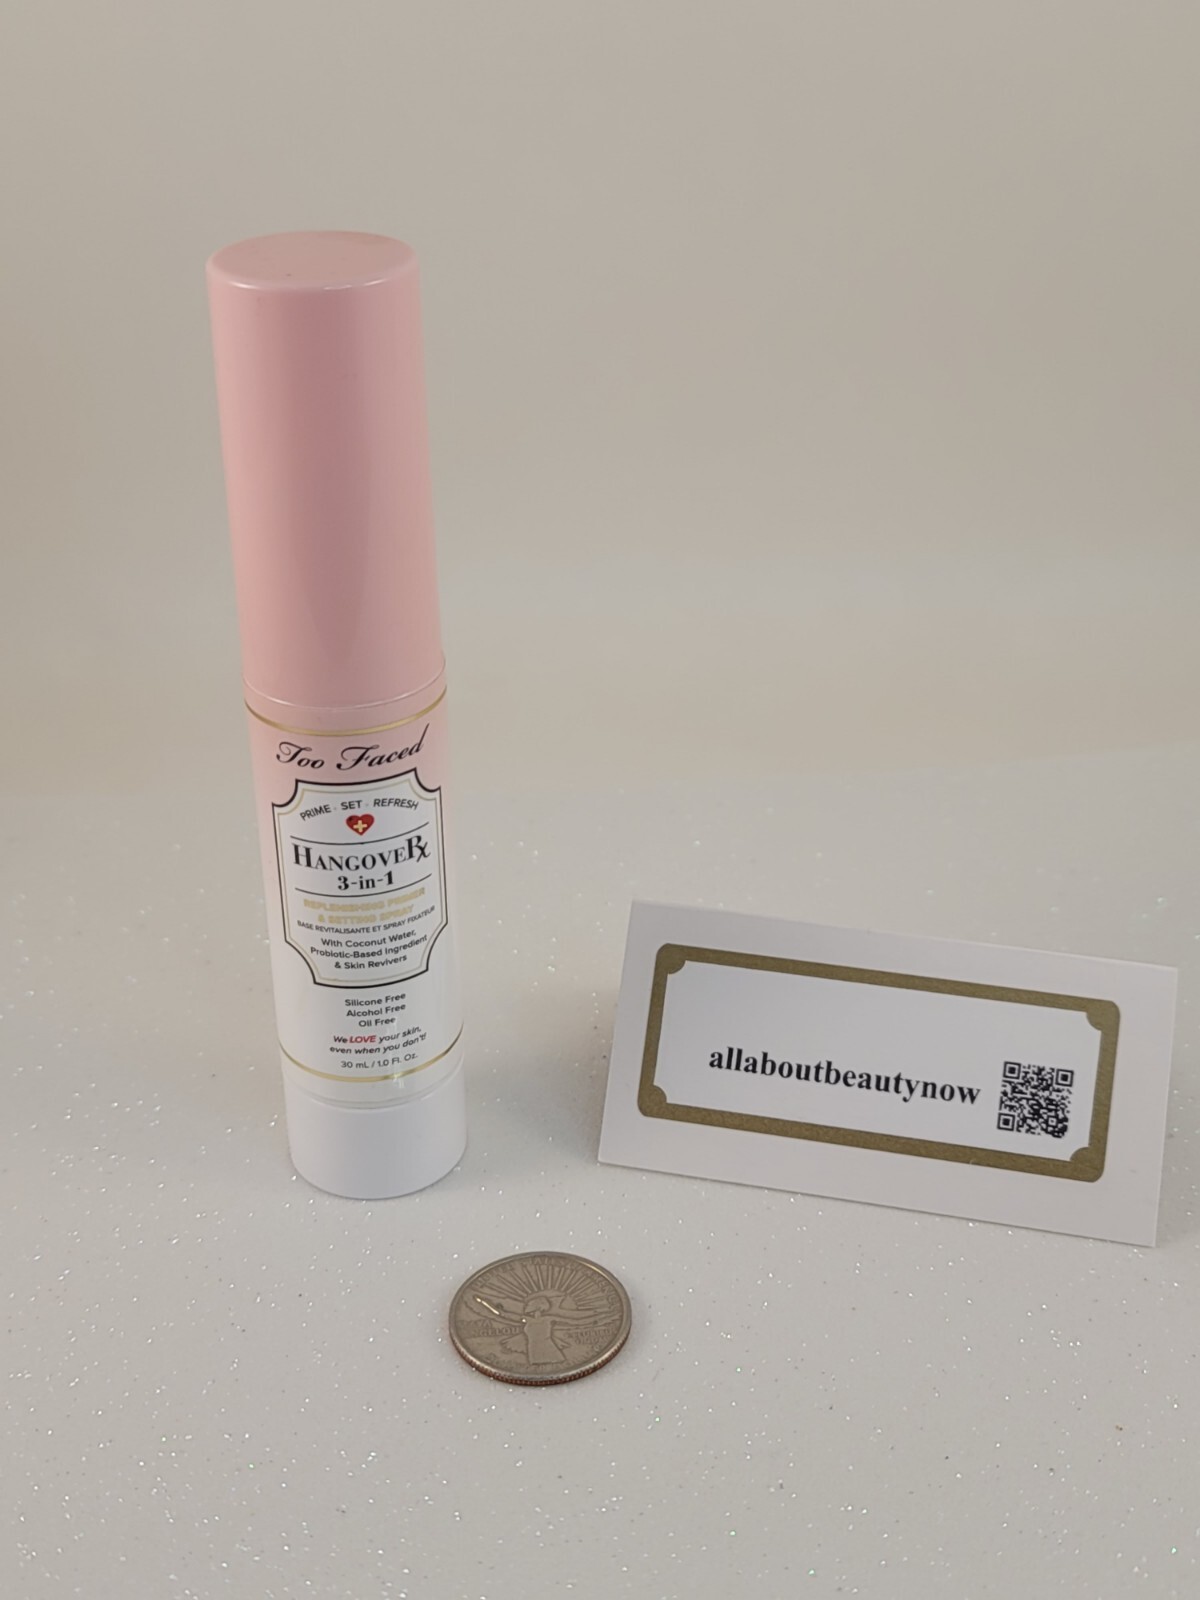 Too Faced
PRIME · SET · REFRESH
HANGOVERx
3-in-1
REPLENISHING PRIMER
& SETTING SPRAY
BASE REVITALISANTE ET SPRAY FIXATEUR
With Coconut Water,
Probiotic-Based Ingredient
& Skin Revivers
Silicone Free
Alcohol Free
Oil Free
We LOVE your skin,
even when you don't!
30 mL / 1.0 Fl. Oz.
allaboutbeautynow